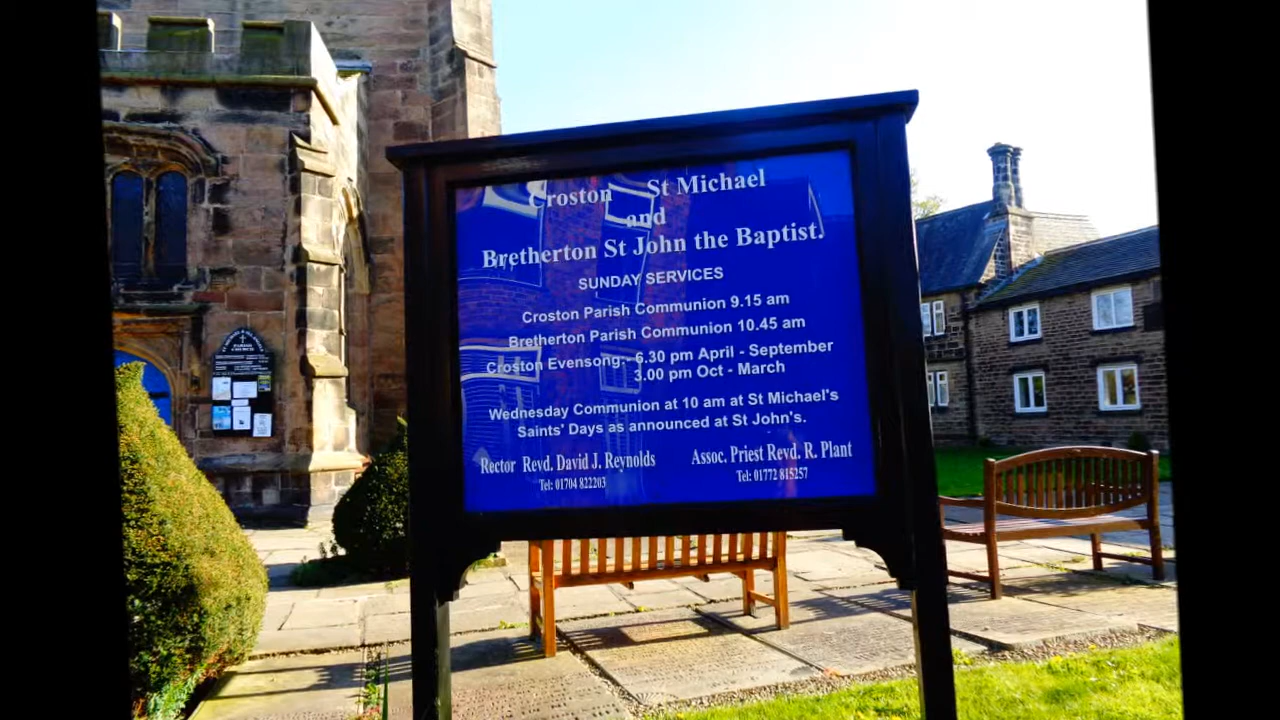 Croston St Michael
and
Bretherton St John the Baptist.
SUNDAY SERVICES
Croston Parish Communion 9.15 am
Bretherton Parish Communion 10.45 am
Croston Evensong:- 6.30 pm April - September
3.00 pm Oct - March
Wednesday Communion at 10 am at St Michael's
Saints' Days as announced at St John's.
Rector Revd. David J. Reynolds Assoc. Priest Revd. R. Plant
Tel: 01704 822203 Tel: 01772 815257